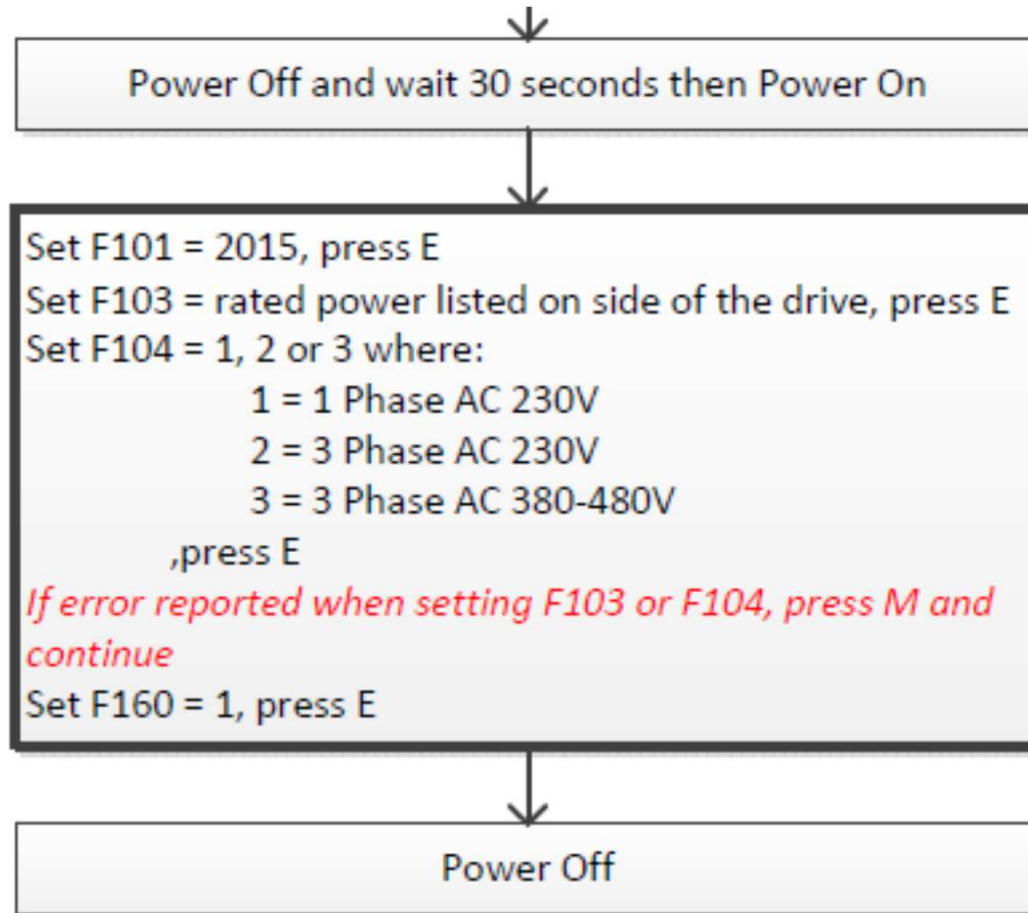 Power Off and wait 30 seconds then Power On
Set F101 = 2015, press E
Set F103 = rated power listed on side of the drive, press E
Set F104 = 1, 2 or 3 where:
1 = 1 Phase AC 230V
2 = 3 Phase AC 230V
3 = 3 Phase AC 380-480V
,press E
If error reported when setting F103 or F104, press M and
continue
Set F160 = 1, press E
Power Off